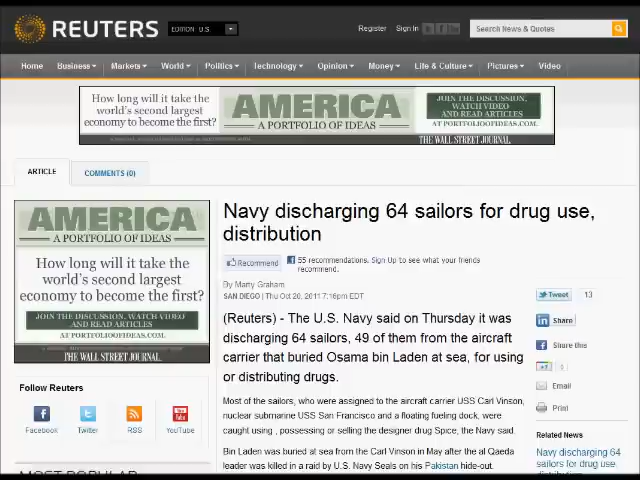 REUTERS
EDITION: U.S.
Register Sign In
Search News & Quotes
Home Business Markets World Politics Technology Opinion Money Life & Culture Pictures Video
How long will it take the
world's second largest
economy to become the first?
AMERICA
A PORTFOLIO OF IDEAS
JOIN THE DISCUSSION,
WATCH VIDEO
AND READ ARTICLES
AT PORTFOLIOOFIDEAS.COM
THE WALL STREET JOURNAL.
ARTICLE
COMMENTS (0)
AMERICA
A PORTFOLIO OF IDEAS
How long will it take the
world's second largest
economy to become the first?
JOIN THE DISCUSSION, WATCH VIDEO
AND READ ARTICLES
AT PORTFOLIOOFIDEAS.COM
THE WALL STREET JOURNAL.
Follow Reuters
Facebook Twitter RSS YouTube
MOST POPULAR
Navy discharging 64 sailors for drug use,
distribution
Recommend
55 recommendations. Sign Up to see what your friends
recommend.
By Marty Graham
SAN DIEGO | Thu Oct 20, 2011 7:16pm EDT
(Reuters) - The U.S. Navy said on Thursday it was
discharging 64 sailors, 49 of them from the aircraft
carrier that buried Osama bin Laden at sea, for using
or distributing drugs.
Most of the sailors, who were assigned to the aircraft carrier USS Carl Vinson,
nuclear submarine USS San Francisco and a floating fueling dock, were
caught using , possessing or selling the designer drug Spice, the Navy said.
Bin Laden was buried at sea from the Carl Vinson in May after the al Qaeda
leader was killed in a raid by U.S. Navy Seals on his Pakistan hide-out.
Tweet 13
Share
Share this
+1 0
Email
Print
Related News
Navy discharging 64
sailors for drug use,
distribution